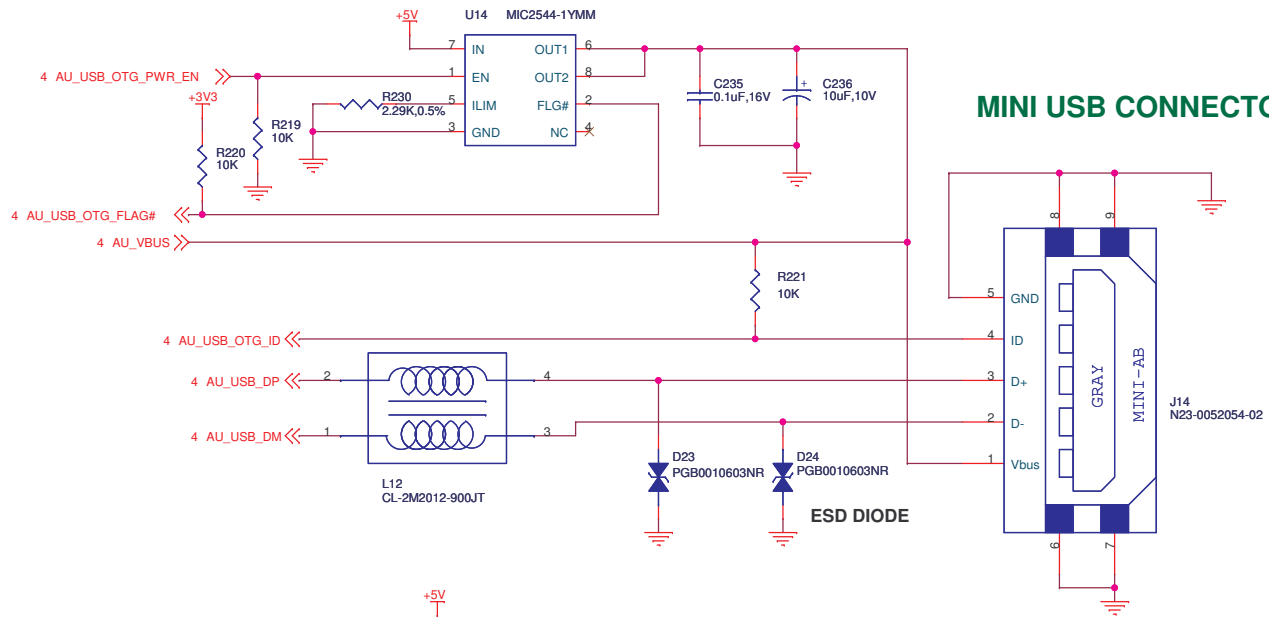 +5V
U14 MIC2544-1YMM
7 IN OUT1 6
4 AU_USB_OTG_PWR_EN
1 EN OUT2 8
+3V3
R230
2.29K,0.5%
5 ILIM FLG# 2
3 GND NC 4
C235
0.1uF,16V
+
C236
10uF,10V
MINI USB CONNECTO
R219
10K
R220
10K
4 AU_USB_OTG_FLAG#
4 AU_VBUS
R221
10K
8 9
5 GND
4 AU_USB_OTG_ID
4 ID
4 AU_USB_DP
2 4
3 D+
4 AU_USB_DM
1 3
2 D-
1 Vbus
GRAY
MINI-AB
J14
N23-0052054-02
L12
CL-2M2012-900JT
D23
PGB0010603NR
D24
PGB0010603NR
ESD DIODE
6 7
+5V